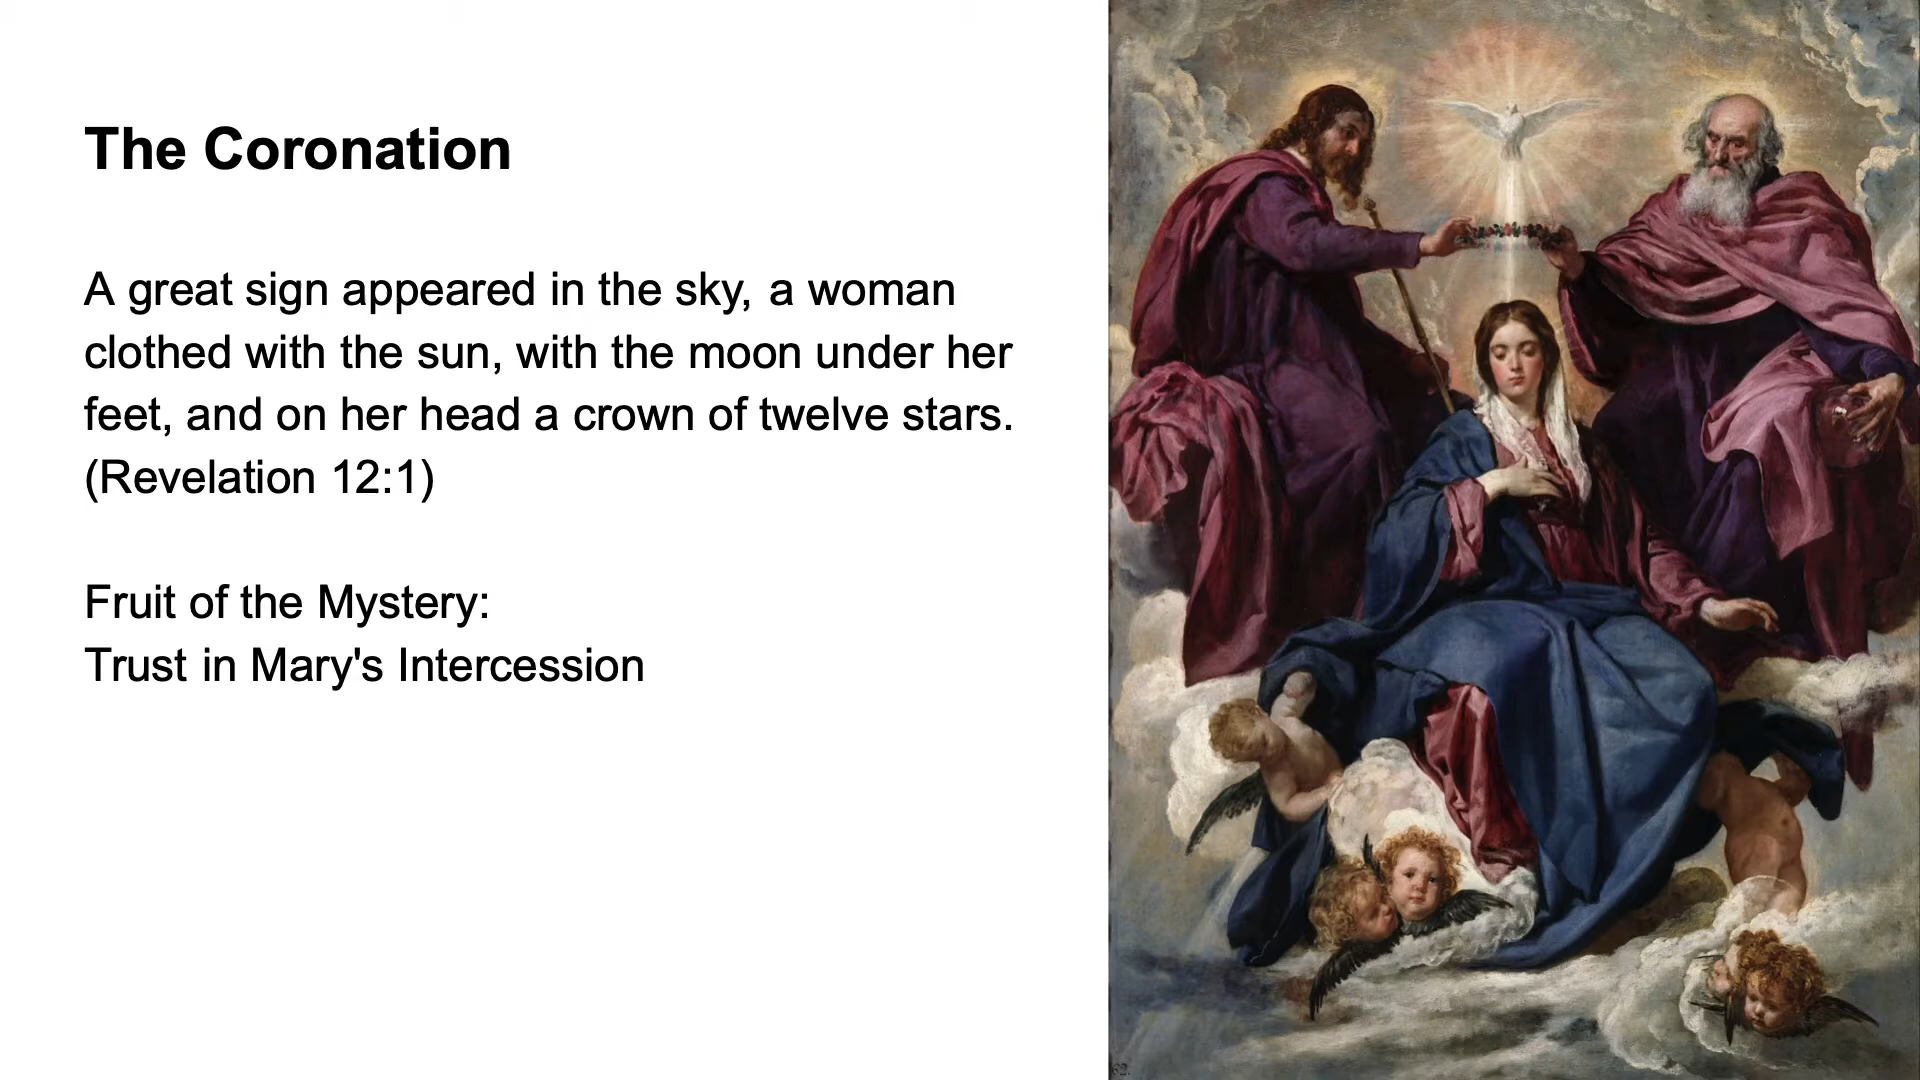 The Coronation
A great sign appeared in the sky, a woman
clothed with the sun, with the moon under her
feet, and on her head a crown of twelve stars.
(Revelation 12:1)
Fruit of the Mystery:
Trust in Mary's Intercession
62.